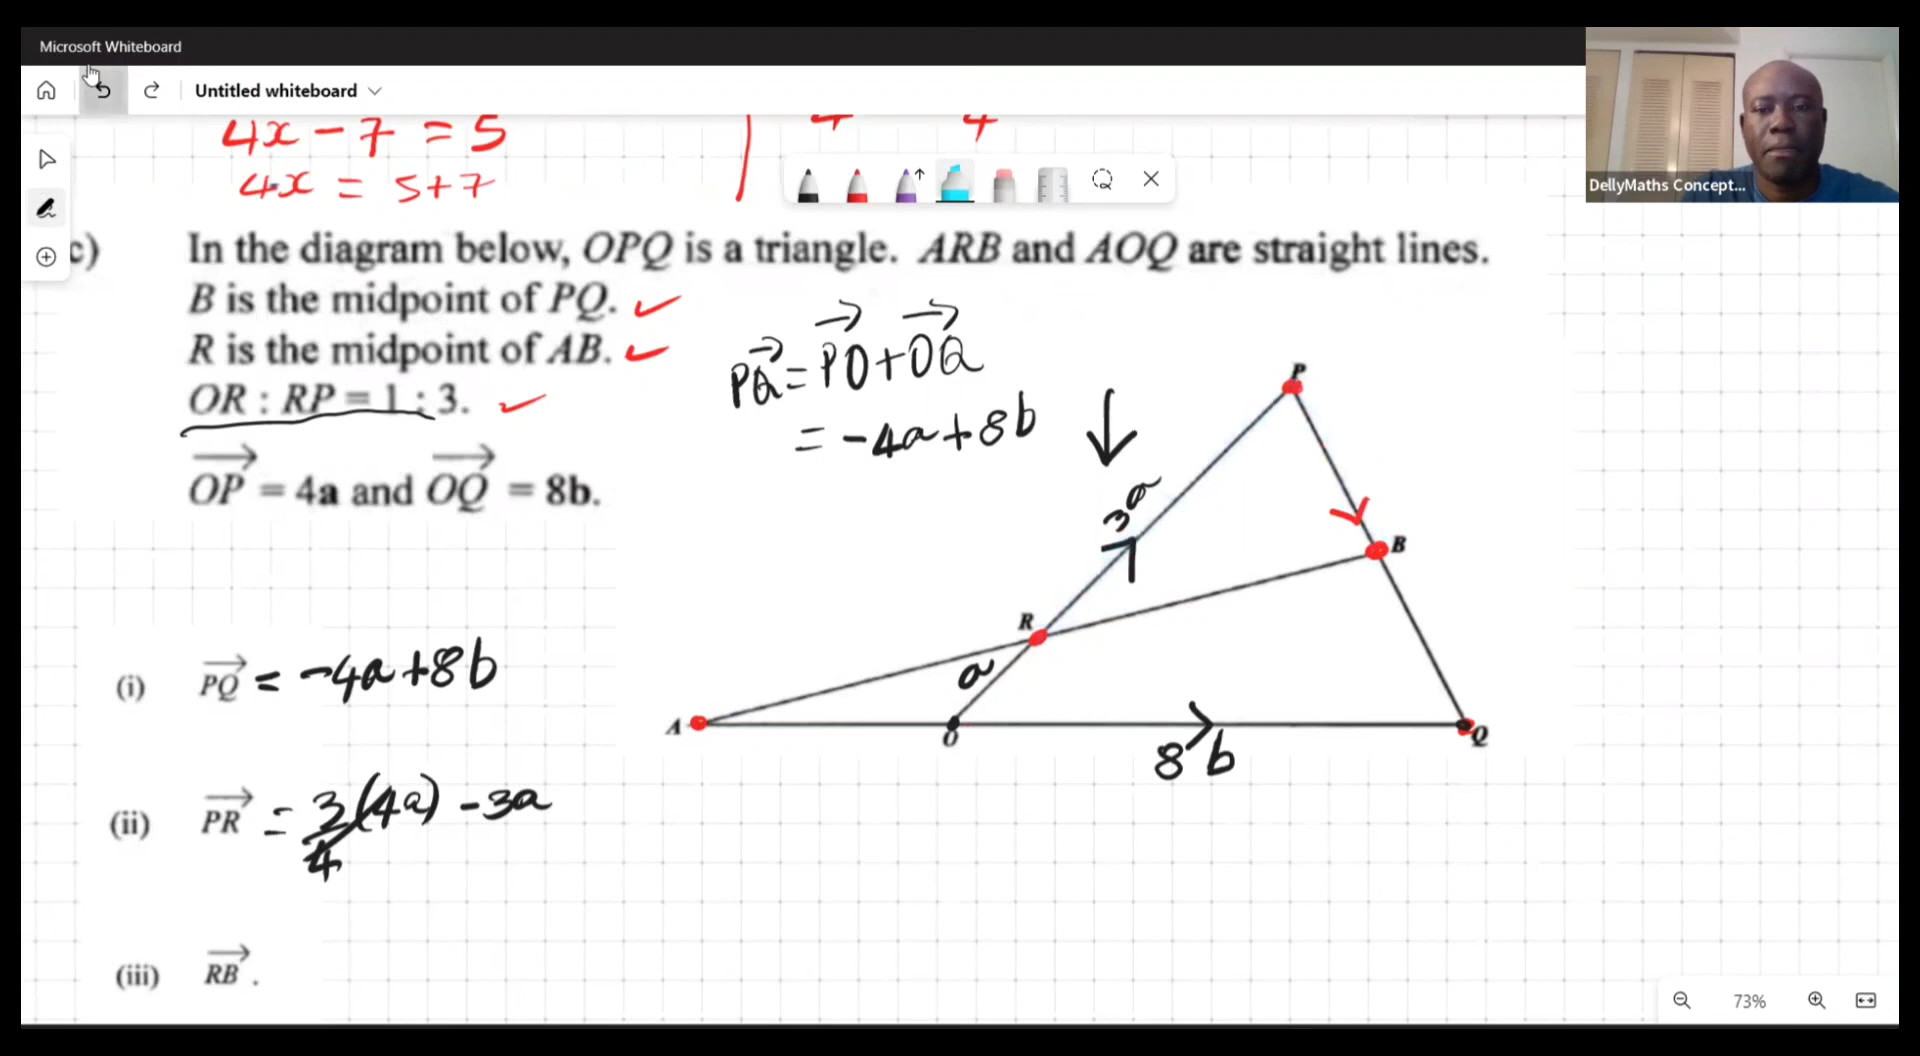 Microsoft Whiteboard
Untitled whiteboard
DellyMaths Concept...
4x - 7 = 5
4x = 5+7
4 4
c) In the diagram below, OPQ is a triangle. ARB and AOQ are straight lines.
B is the midpoint of PQ.
R is the midpoint of AB.
OR : RP = 1 : 3.
OP = 4a and OQ = 8b.
PQ = PO + OQ
= -4a + 8b
P
3a
B
R
a
A
O
8b
Q
(i) PQ = -4a + 8b
(ii) PR = 3/4 (4a) - 3a
(iii) RB .
73%